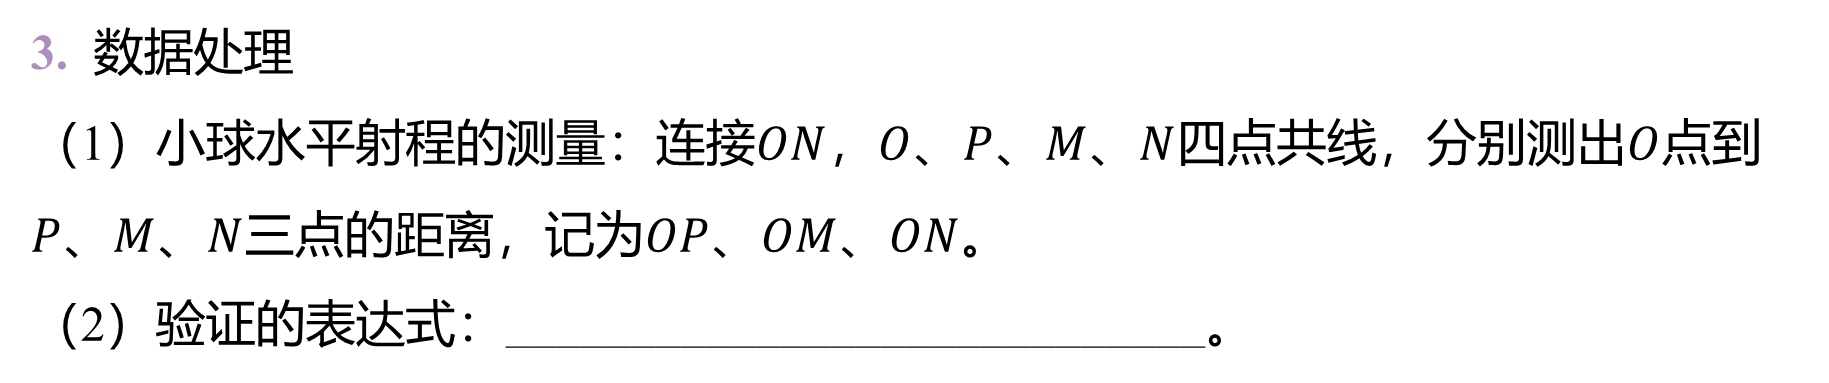 3. 数据处理
（1）小球水平射程的测量：连接ON，O、P、M、N四点共线，分别测出O点到
P、M、N三点的距离，记为OP、OM、ON。
（2）验证的表达式：____________________________。